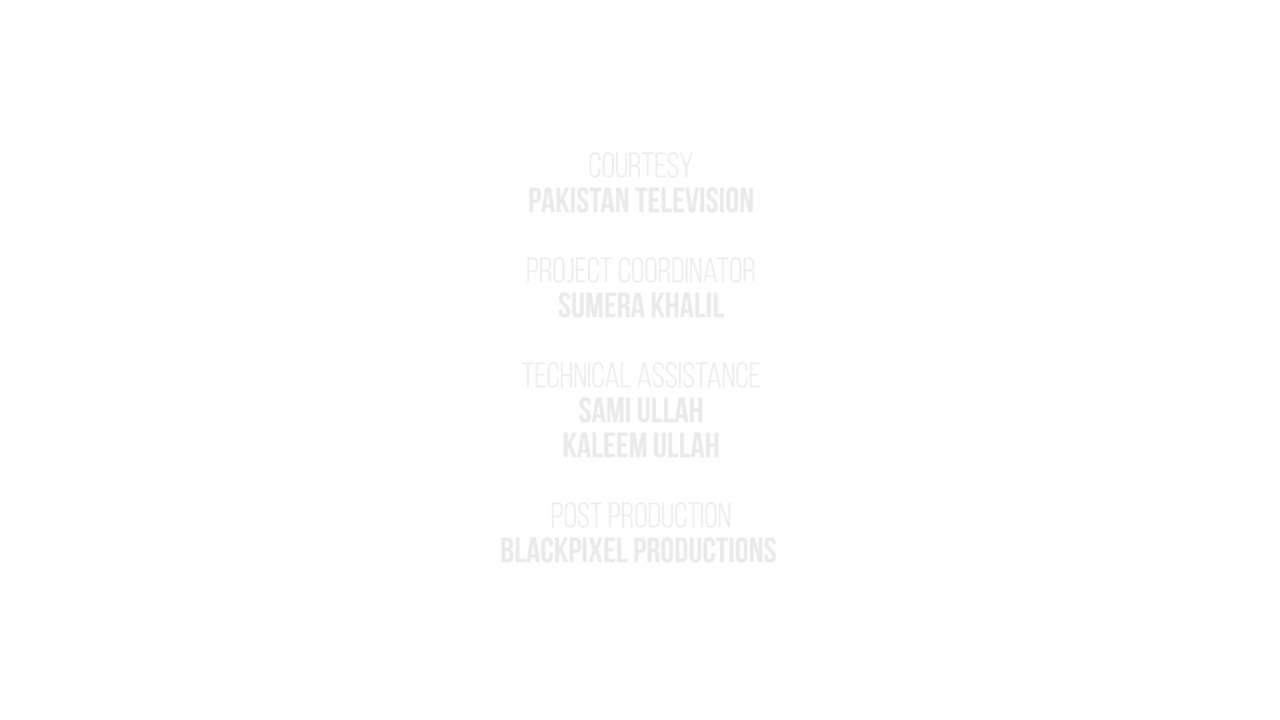 COURTESY
PAKISTAN TELEVISION
PROJECT COORDINATOR
SUMERA KHALIL
TECHNICAL ASSISTANCE
SAMI ULLAH
KALEEM ULLAH
POST PRODUCTION
BLACKPIXEL PRODUCTIONS